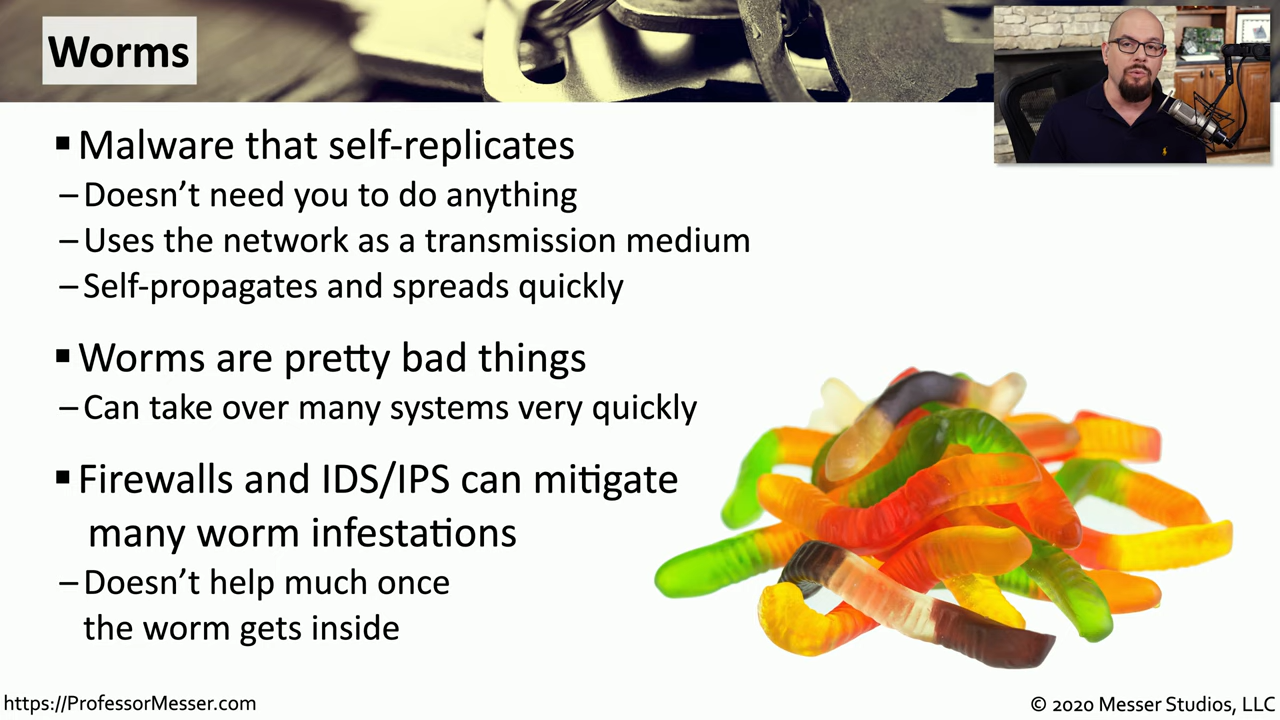 Worms
▪ Malware that self-replicates
– Doesn’t need you to do anything
– Uses the network as a transmission medium
– Self-propagates and spreads quickly
▪ Worms are pretty bad things
– Can take over many systems very quickly
▪ Firewalls and IDS/IPS can mitigate
many worm infestations
– Doesn’t help much once
the worm gets inside
https://ProfessorMesser.com
© 2020 Messer Studios, LLC